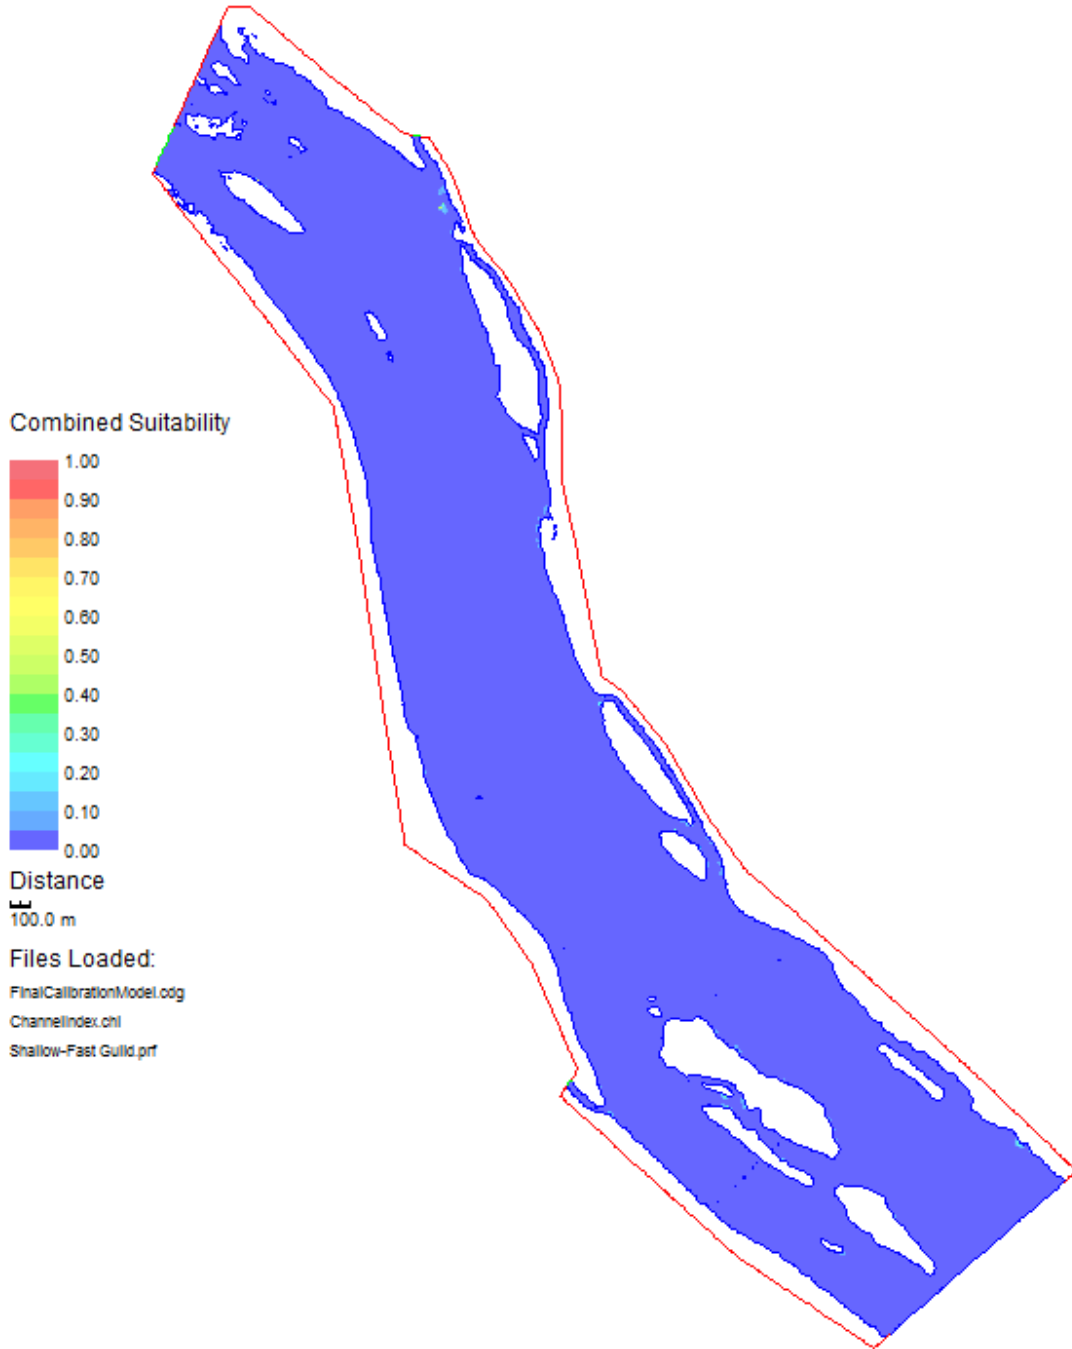 Combined Suitability
1.00
0.90
0.80
0.70
0.60
0.50
0.40
0.30
0.20
0.10
0.00
Distance
100.0 m
Files Loaded:
FinalCalibrationModel.cdg
ChannelIndex.chi
Shallow-Fast Guild.prf